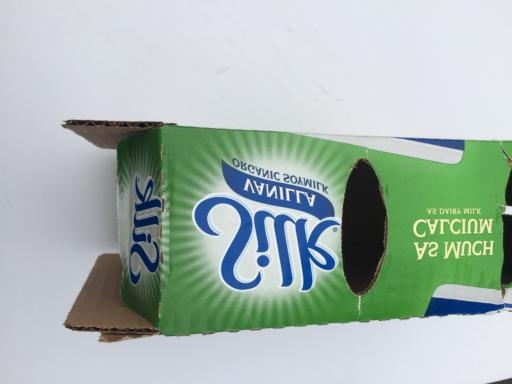 Silk
Silk
VANILLA
ORGANIC SOYMILK
AS MUCH
CALCIUM
AS DAIRY MILK